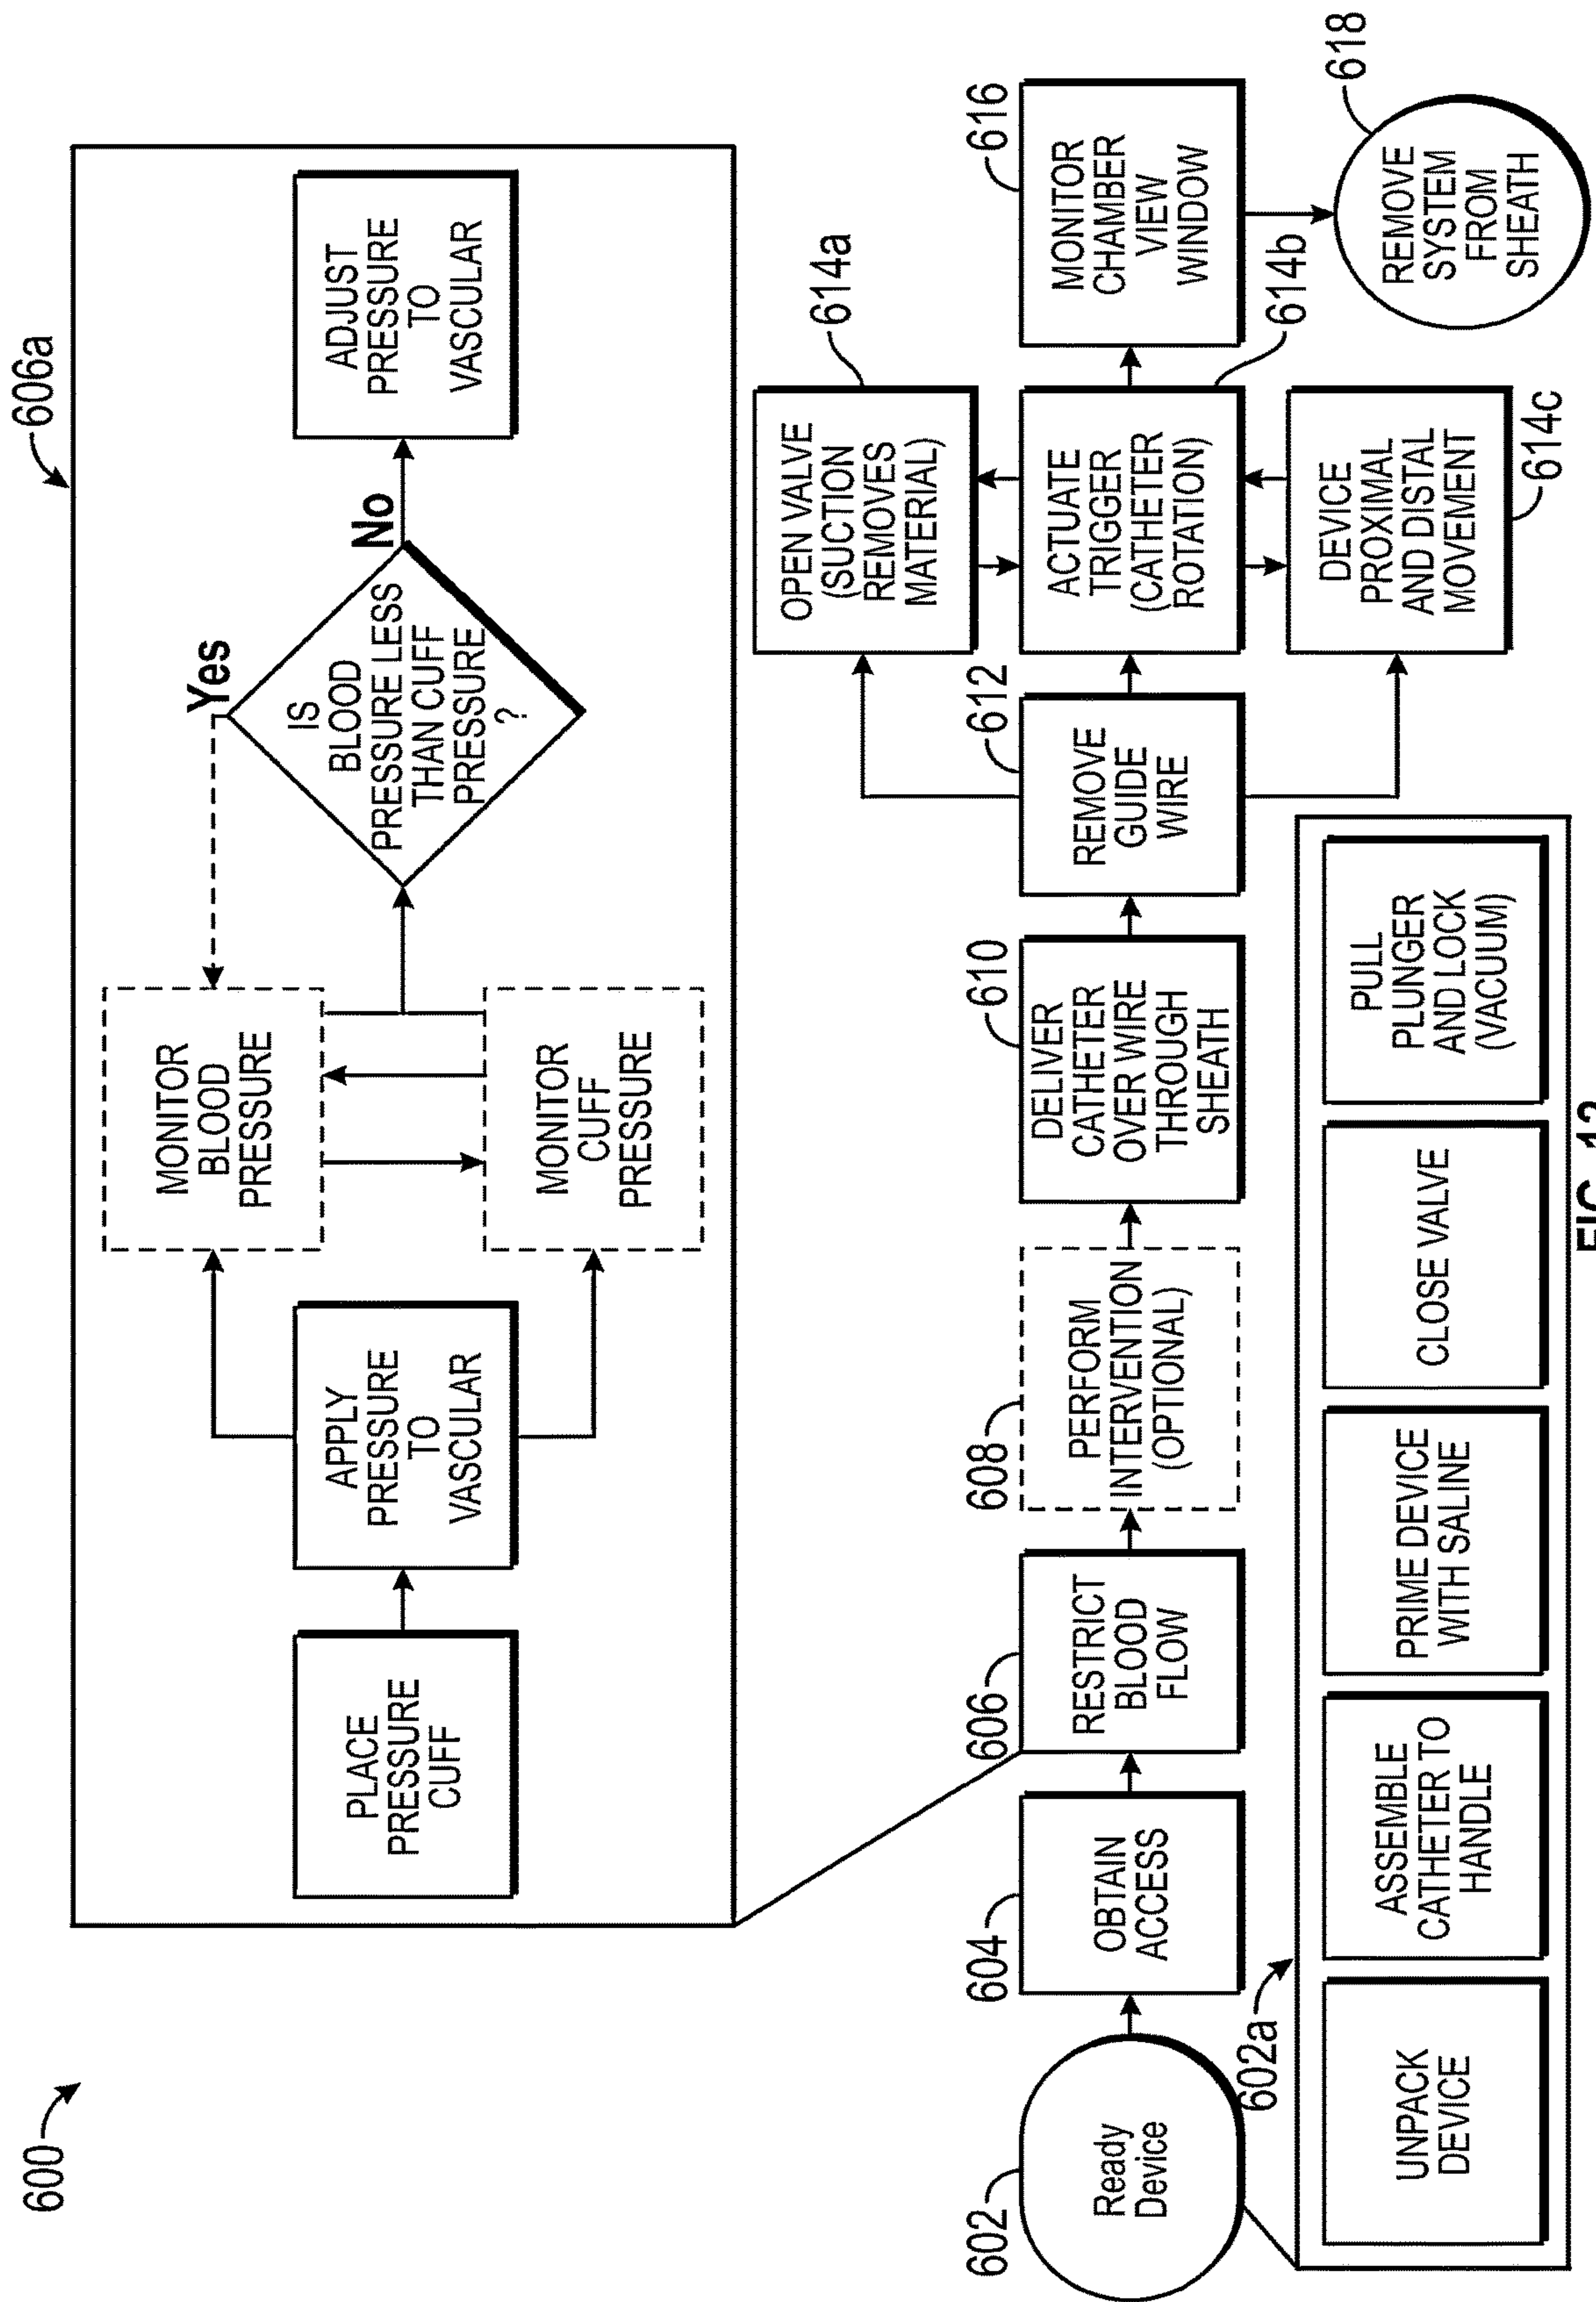 600
606a
PLACE
PRESSURE
CUFF
APPLY
PRESSURE
TO
VASCULAR
MONITOR
BLOOD
PRESSURE
MONITOR
CUFF
PRESSURE
IS
BLOOD
PRESSURE LESS
THAN CUFF
PRESSURE
?
Yes
No
ADJUST
PRESSURE
TO
VASCULAR
602
Ready
Device
604
OBTAIN
ACCESS
606
RESTRICT
BLOOD
FLOW
608
PERFORM
INTERVENTION
(OPTIONAL)
610
DELIVER
CATHETER
OVER WIRE
THROUGH
SHEATH
612
REMOVE
GUIDE
WIRE
OPEN VALVE
(SUCTION
REMOVES
MATERIAL)
614a
ACTUATE
TRIGGER
(CATHETER
ROTATION)
614b
DEVICE
PROXIMAL
AND DISTAL
MOVEMENT
614c
616
MONITOR
CHAMBER
VIEW
WINDOW
618
REMOVE
SYSTEM
FROM
SHEATH
602a
UNPACK
DEVICE
ASSEMBLE
CATHETER TO
HANDLE
PRIME DEVICE
WITH SALINE
CLOSE VALVE
PULL
PLUNGER
AND LOCK
(VACUUM)